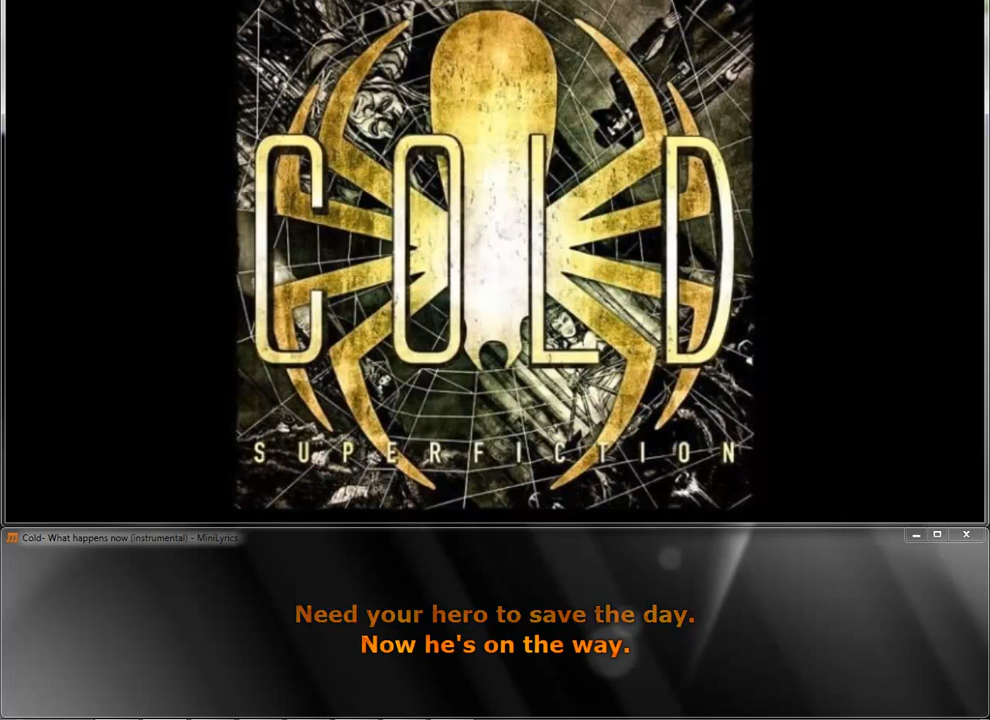 COLD
SUPERFICTION
Cold- What happens now (instrumental) - MiniLyrics
Need your hero to save the day.
Now he's on the way.